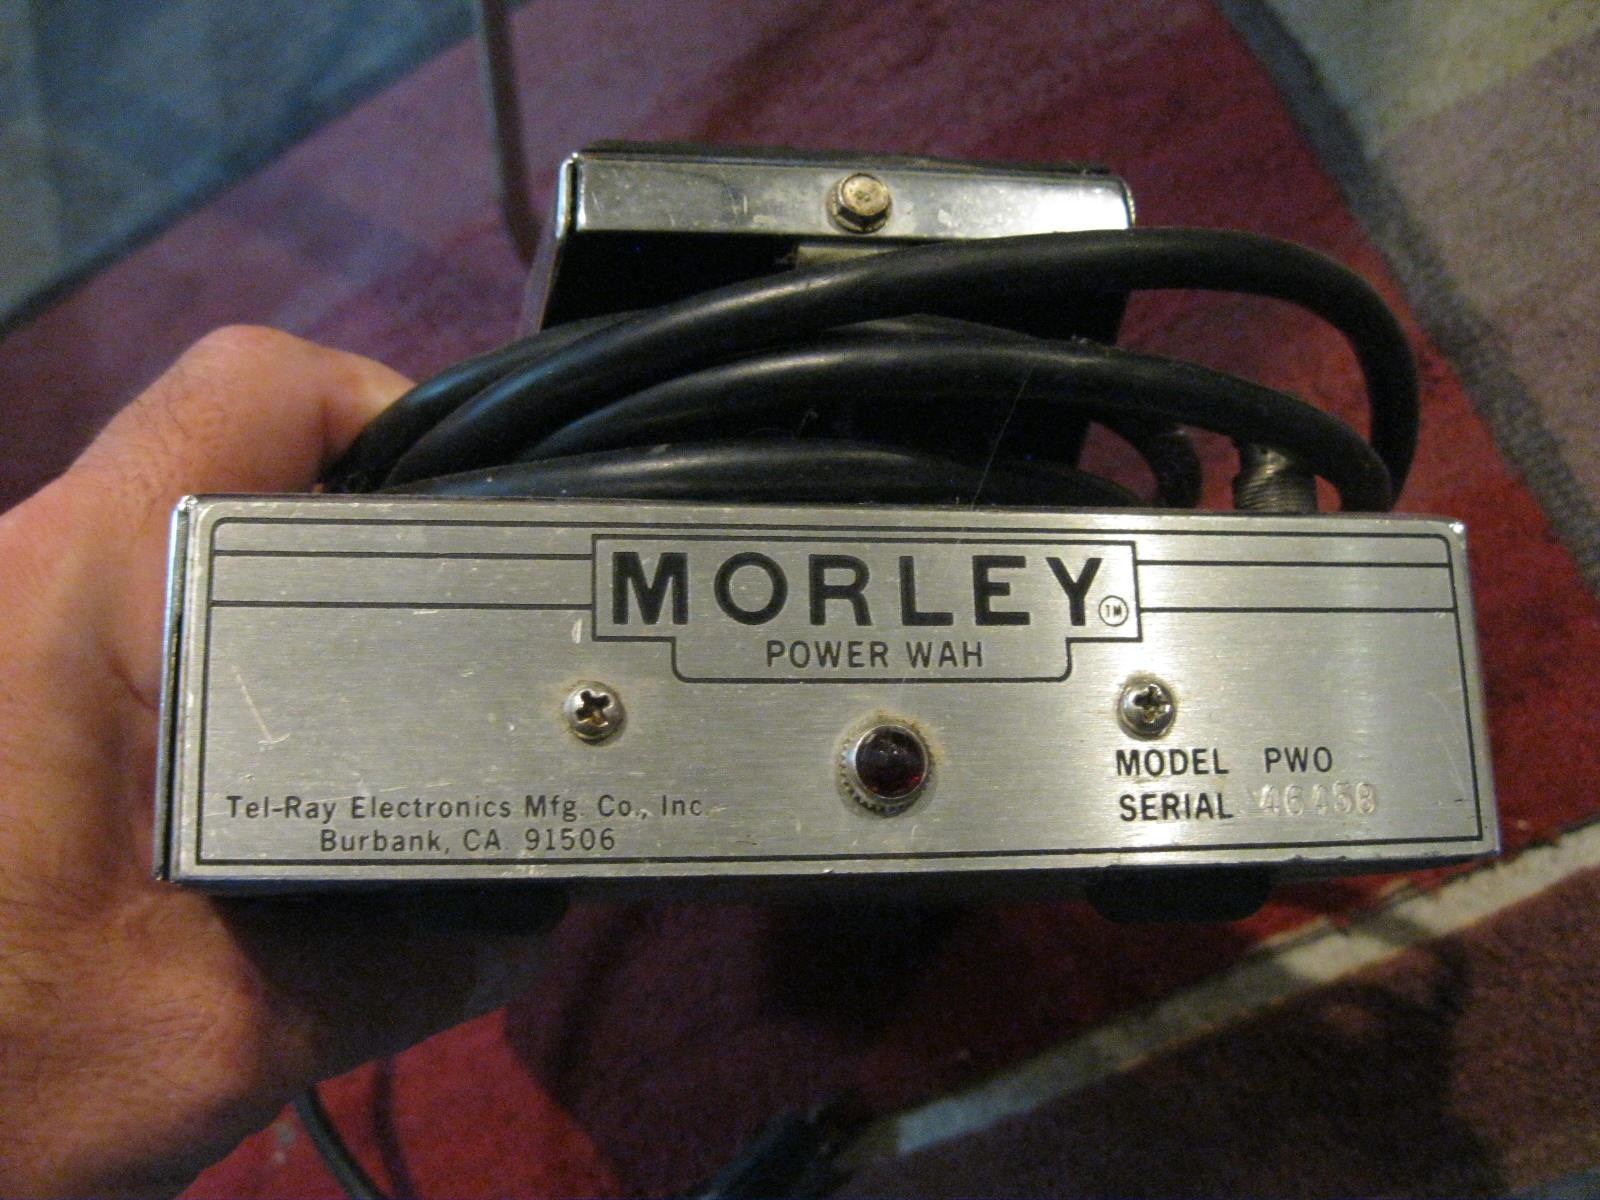 MORLEY TM
POWER WAH
MODEL PWO
SERIAL
Tel-Ray Electronics Mfg. Co., Inc.
Burbank, CA. 91506